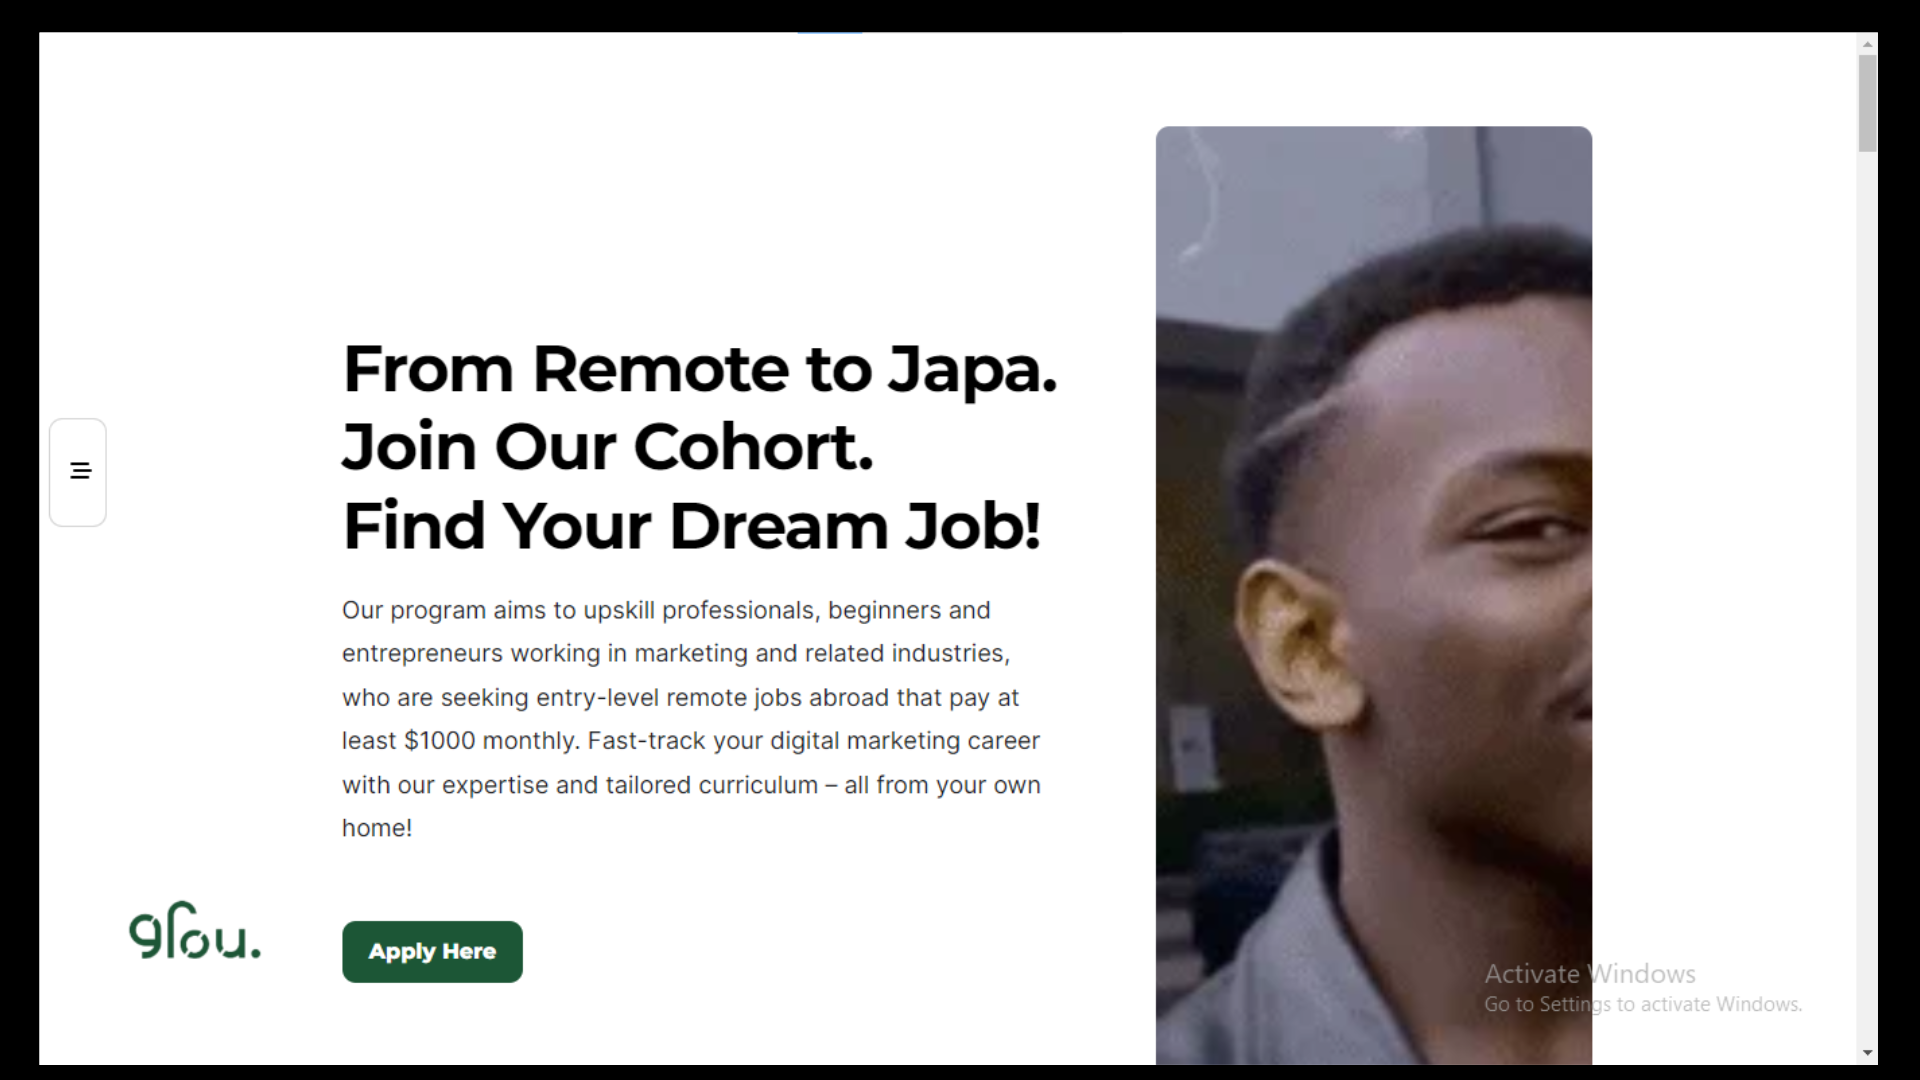 From Remote to Japa.
Join Our Cohort.
Find Your Dream Job!
Our program aims to upskill professionals, beginners and
entrepreneurs working in marketing and related industries,
who are seeking entry-level remote jobs abroad that pay at
least $1000 monthly. Fast-track your digital marketing career
with our expertise and tailored curriculum – all from your own
home!
glou.
Apply Here
Activate Windows
Go to Settings to activate Windows.